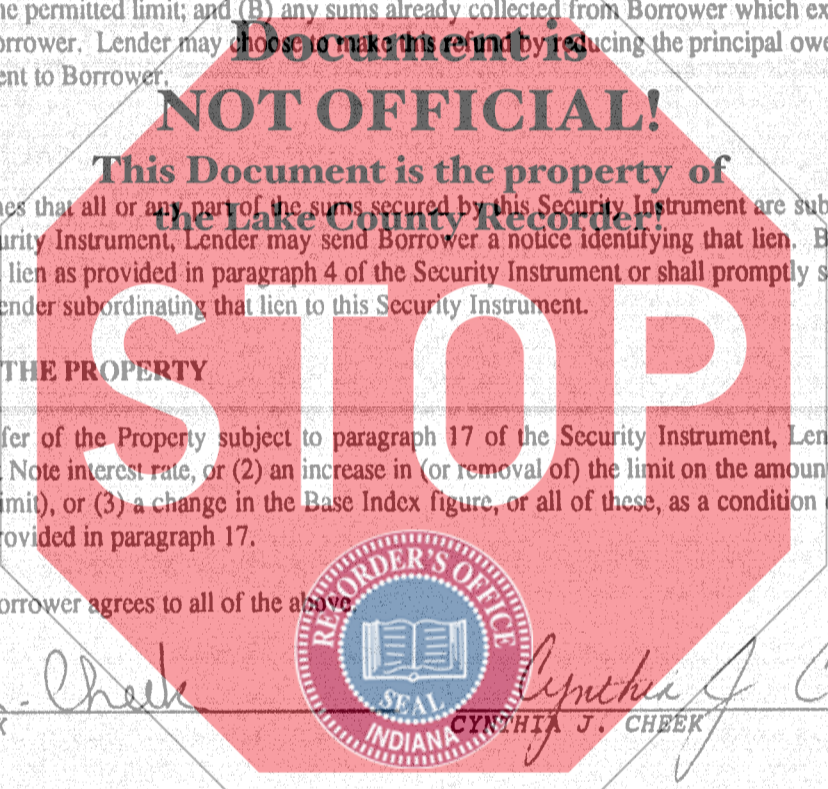 he permitted limit; and (B) any sums already collected from Borrower which ex
orrower. Lender may choose to make this refund by reducing the principal owe
ent to Borrower.
Document is
NOT OFFICIAL!
This Document is the property of
the Lake County Recorder!
nes that all or any part of the sums secured by this Security Instrument are sub
urity Instrument, Lender may send Borrower a notice identifying that lien. B
lien as provided in paragraph 4 of the Security Instrument or shall promptly s
ender subordinating that lien to this Security Instrument.
STOP
THE PROPERTY
fer of the Property subject to paragraph 17 of the Security Instrument, Len
Note interest rate, or (2) an increase in (or removal of) the limit on the amoun
imit), or (3) a change in the Base Index figure, or all of these, as a condition
rovided in paragraph 17.
orrower agrees to all of the above.
RECORDER'S OFFICE
SEAL
INDIANA
Cheek
Cynthia J C
K
CYNTHIA J. CHEEK